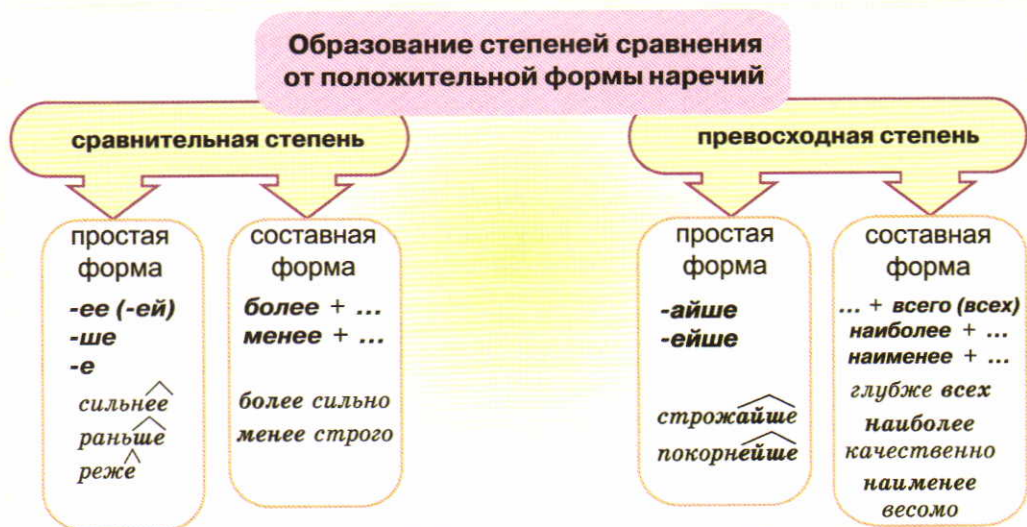 Образование степеней сравнения
от положительной формы наречий
сравнительная степень
простая
форма
-ее (-ей)
-ше
-е
сильнее
раньше
реже
составная
форма
более + ...
менее + ...
более сильно
менее строго
превосходная степень
простая
форма
-айше
-ейше
строжайше
покорнейше
составная
форма
... + всего (всех)
наиболее + ...
наименее + ...
глубже всех
наиболее
качественно
наименее
весомо